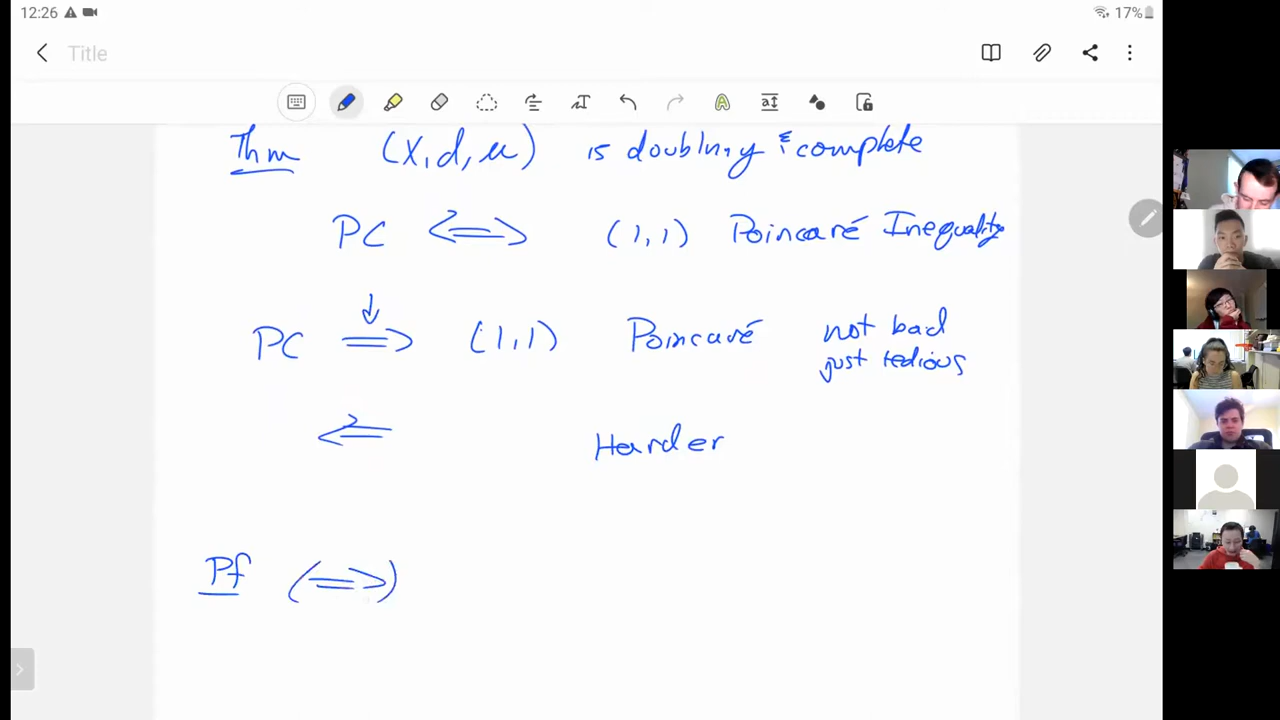 12:26
17%
Title
Thm (X, d, μ) is doubling & complete
PC <=> (1,1) Poincaré Inequality
PC => (1,1) Poincaré not bad
just tedious
<= Harder
Pf (=>)